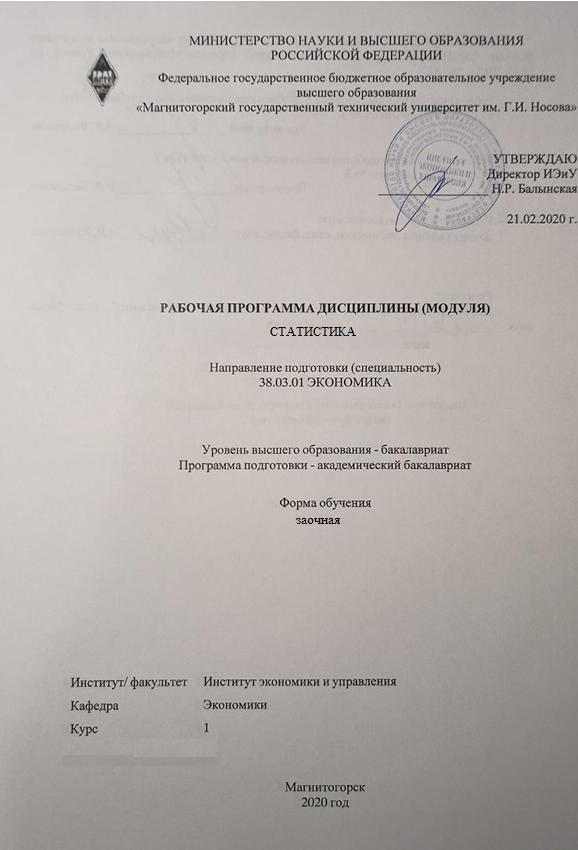 МИНИСТЕРСТВО НАУКИ И ВЫСШЕГО ОБРАЗОВАНИЯ
РОССИЙСКОЙ ФЕДЕРАЦИИ
Федеральное государственное бюджетное образовательное учреждение
высшего образования
«Магнитогорский государственный технический университет им. Г.И. Носова»
ИНСТИТУТ
ЭКОНОМИКИ И
УПРАВЛЕНИЯ
УТВЕРЖДАЮ
Директор ИЭиУ
Н.Р. Балынская
21.02.2020 г.
РАБОЧАЯ ПРОГРАММА ДИСЦИПЛИНЫ (МОДУЛЯ)
СТАТИСТИКА
Направление подготовки (специальность)
38.03.01 ЭКОНОМИКА
Уровень высшего образования - бакалавриат
Программа подготовки - академический бакалавриат
Форма обучения
заочная
Институт/ факультет Институт экономики и управления
Кафедра Экономики
Курс 1
Магнитогорск
2020 год